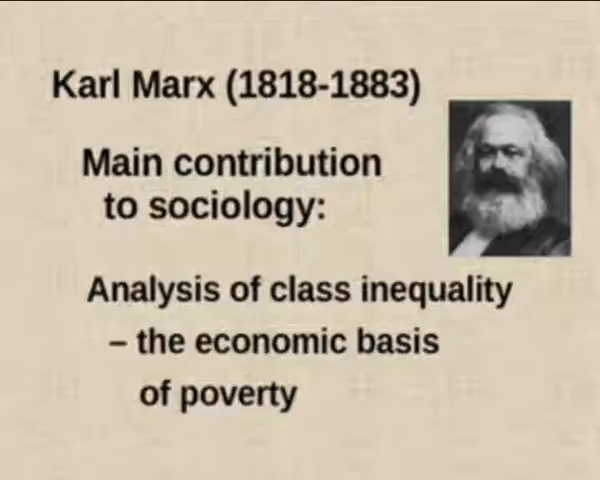 Karl Marx (1818-1883)
Main contribution
to sociology:
Analysis of class inequality
– the economic basis
of poverty